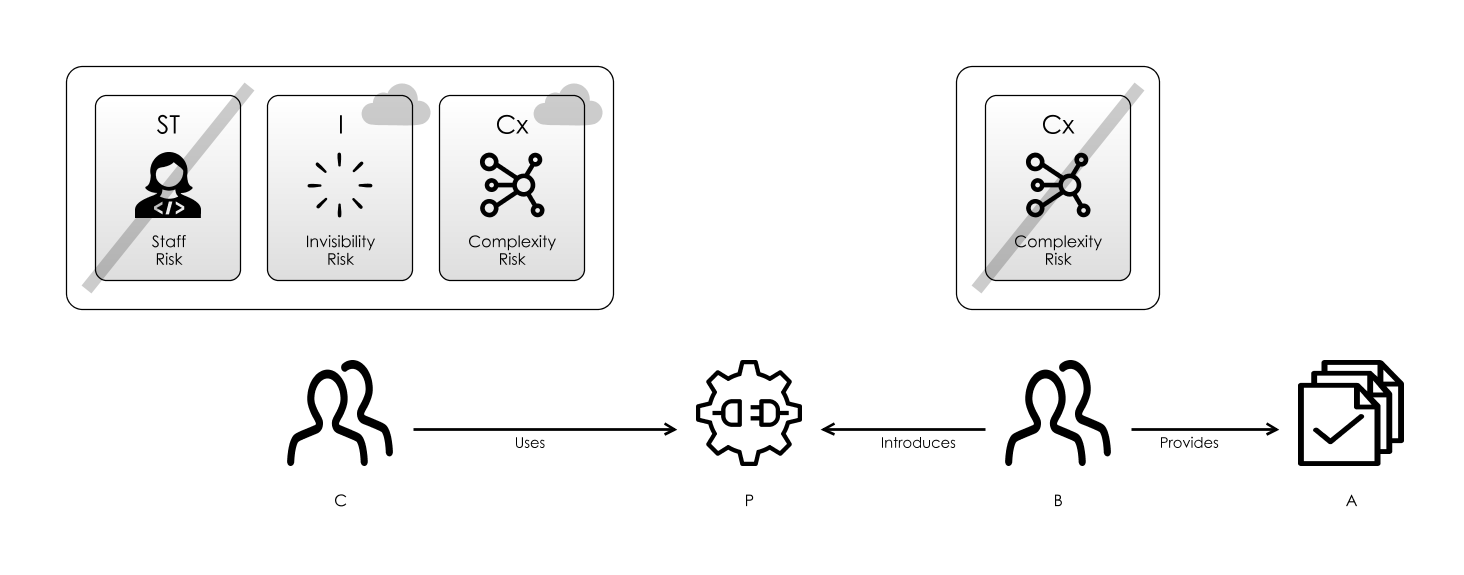 ST
Staff
Risk
I
Invisibility
Risk
Cx
Complexity
Risk
Cx
Complexity
Risk
Uses
Introduces
Provides
C
P
B
A